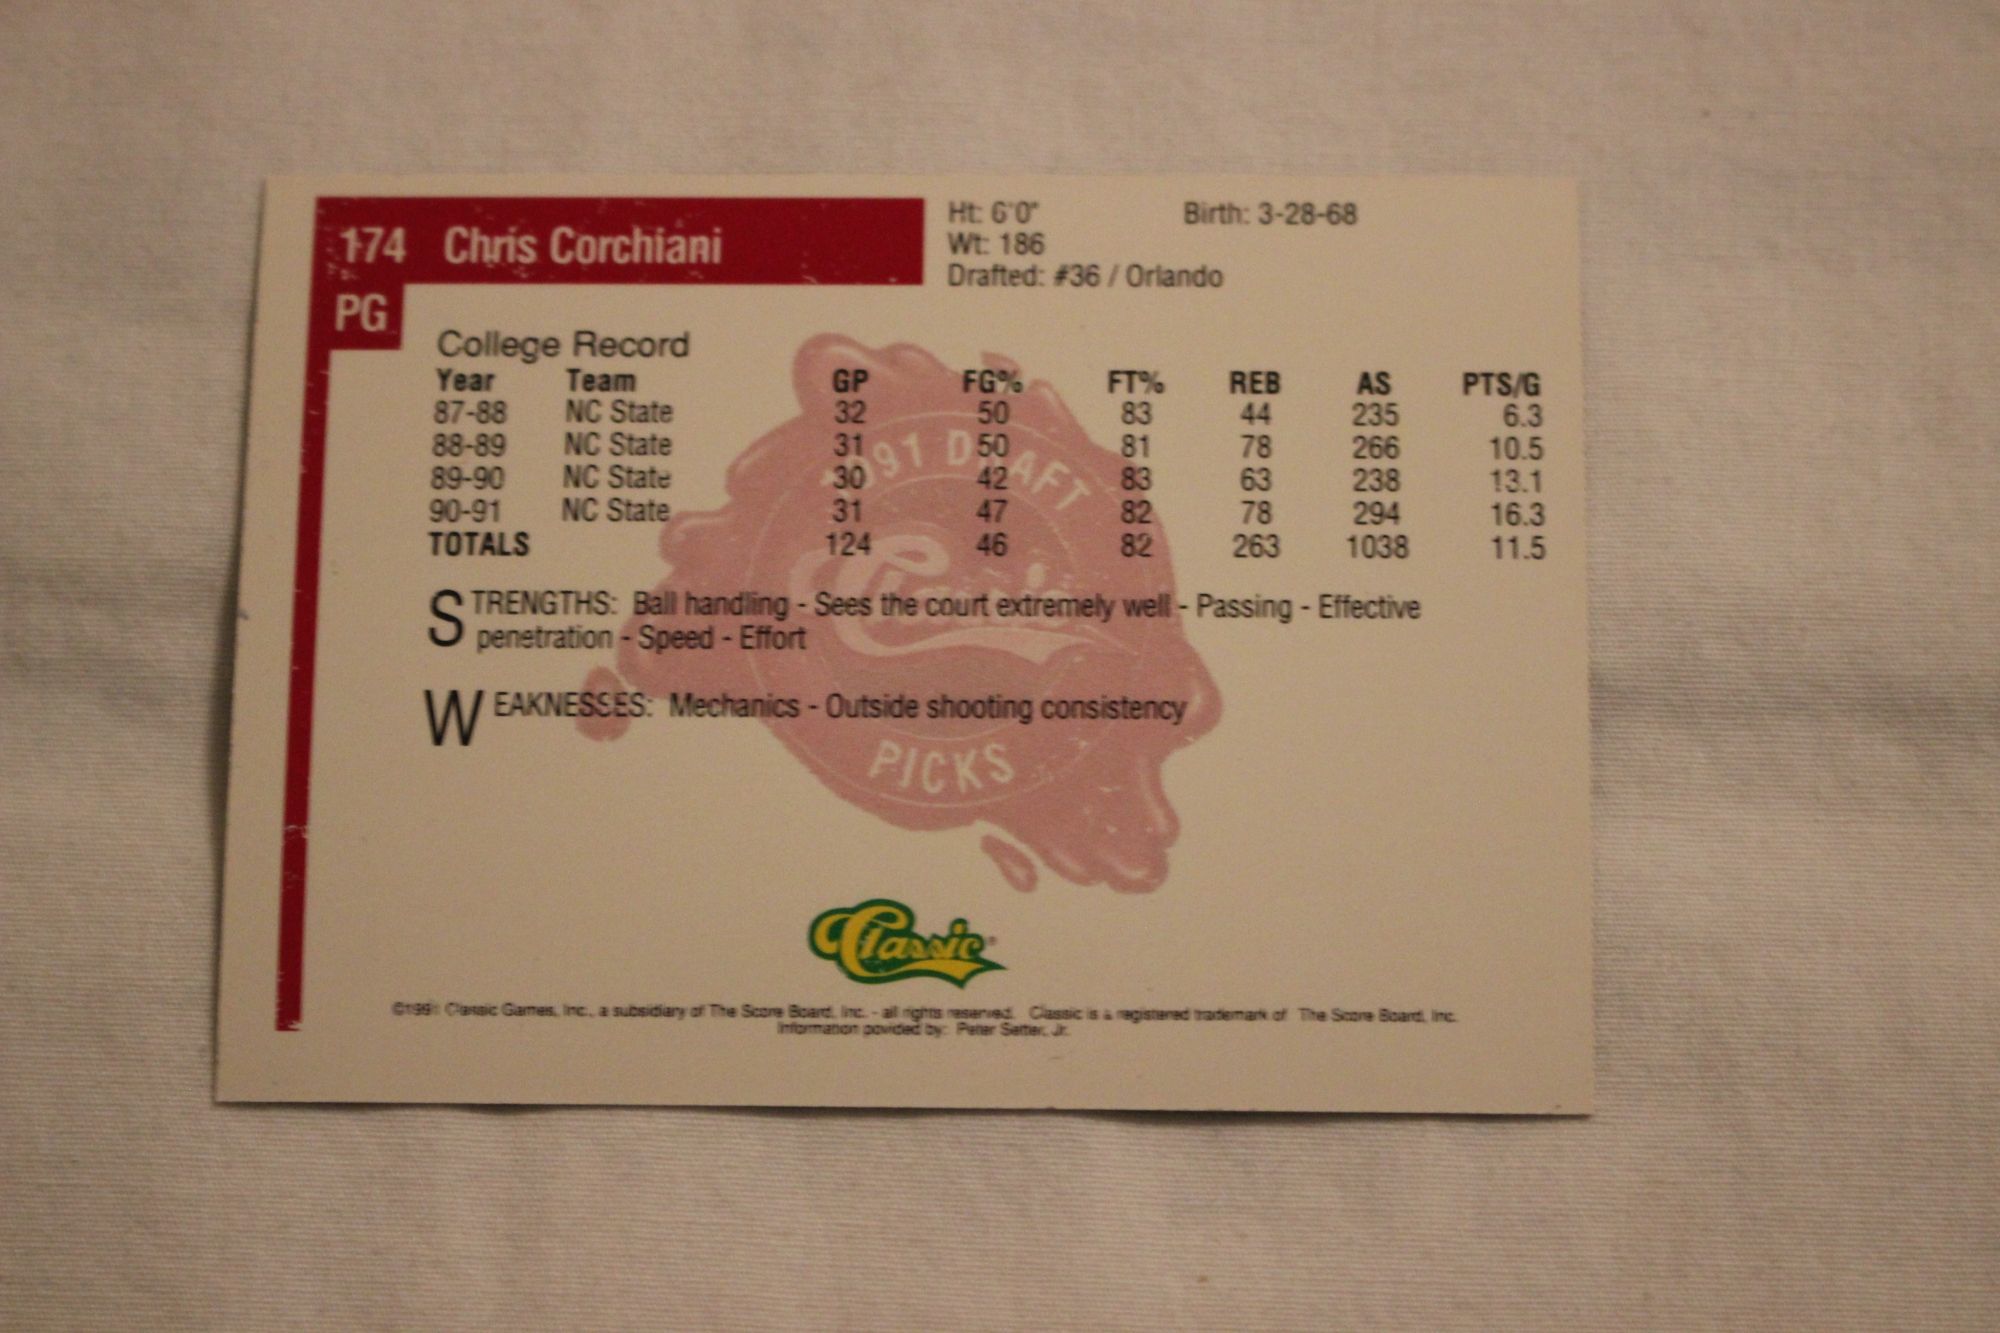 174 Chris Corchiani
PG
Ht: 6'0" Birth: 3-28-68
Wt: 186
Drafted: #36 / Orlando
College Record
Year Team GP FG% FT% REB AS PTS/G
87-88 NC State 32 50 83 44 235 6.3
88-89 NC State 31 50 81 78 266 10.5
89-90 NC State 30 42 83 63 238 13.1
90-91 NC State 31 47 82 78 294 16.3
TOTALS 124 46 82 263 1038 11.5
STRENGTHS: Ball handling - Sees the court extremely well - Passing - Effective
penetration - Speed - Effort
WEAKNESSES: Mechanics - Outside shooting consistency
1991 DRAFT
Classic
PICKS
Classic®
©1991 Classic Games, Inc., a subsidiary of The Score Board, Inc. - all rights reserved. Classic is a registered trademark of The Score Board, Inc.
Information povided by: Peter Jr.